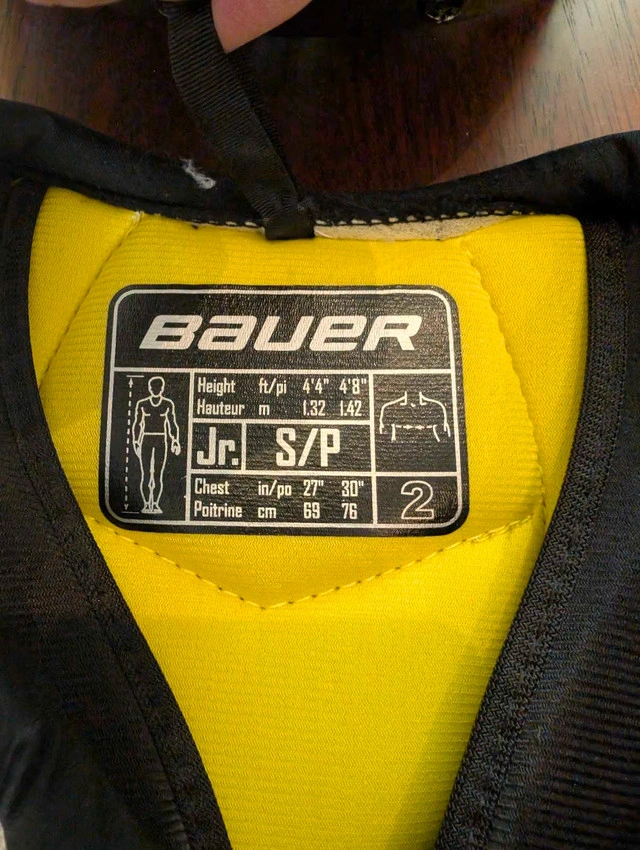 BAUER
Height ft/pi 4'4" 4'8"
Hauteur m 1.32 1.42
Jr. S/P
Chest in/po 27" 30"
Poitrine cm 69 76
2